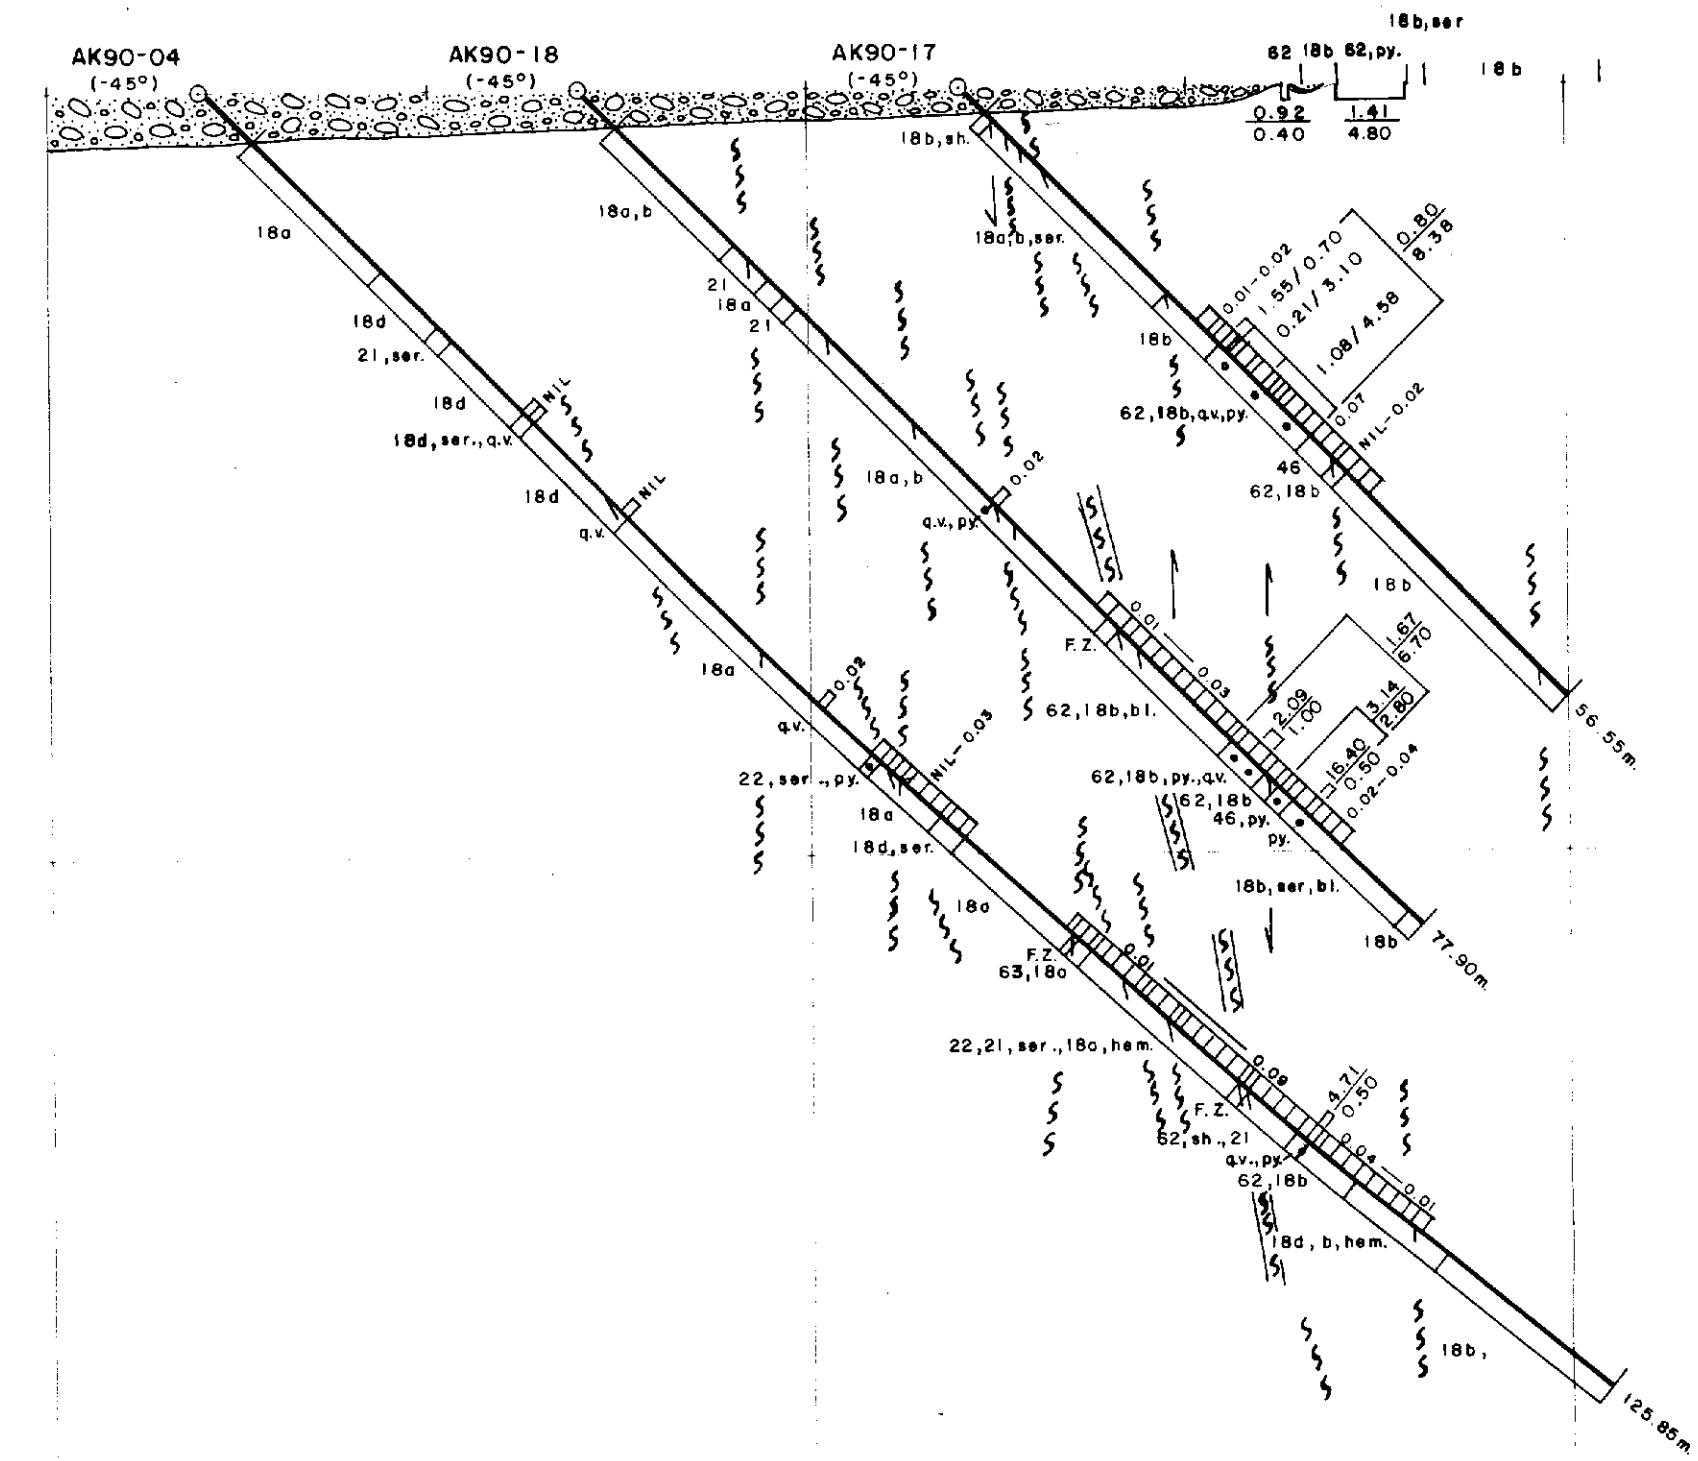 18b,ser
62 18b 62,py.
18b
AK90-04
(-45°)
AK90-18
(-45°)
AK90-17
(-45°)
0.92
0.40
1.41
4.80
18b,sh.
18a,b,ser.
18b
62,18b,q.v,py.
46
62,18b
18b
0.01-0.02
1.55/0.70
0.21/3.10
1.08/4.58
0.80
8.38
0.07
NIL-0.02
56.55m.
18a,b
21
18a
21
18a,b
q.v.,py.
0.02
F.Z.
62,18b,bl.
62,18b,py.,q.v.
62,18b
46,py.
py.
18b,ser,bl.
18b
0.01
0.03
2.09
1.00
1.67
6.70
3.14
2.80
16.40
0.50
0.02-0.04
77.90m.
18a
18d
21,ser.
18d
18d,ser.,q.v.
NIL
18d
q.v.
NIL
18a
q.v.
0.02
22,ser.,py.
NIL-0.03
18a
18d,ser.
18a
F.Z.
63,18a
0.01
22,21,ser.,18a,hem.
0.09
F.Z.
62,sh.,21
q.v.,py.
62,18b
4.71
0.50
0.04
0.01
18d,b,hem.
18b,
125.85m.